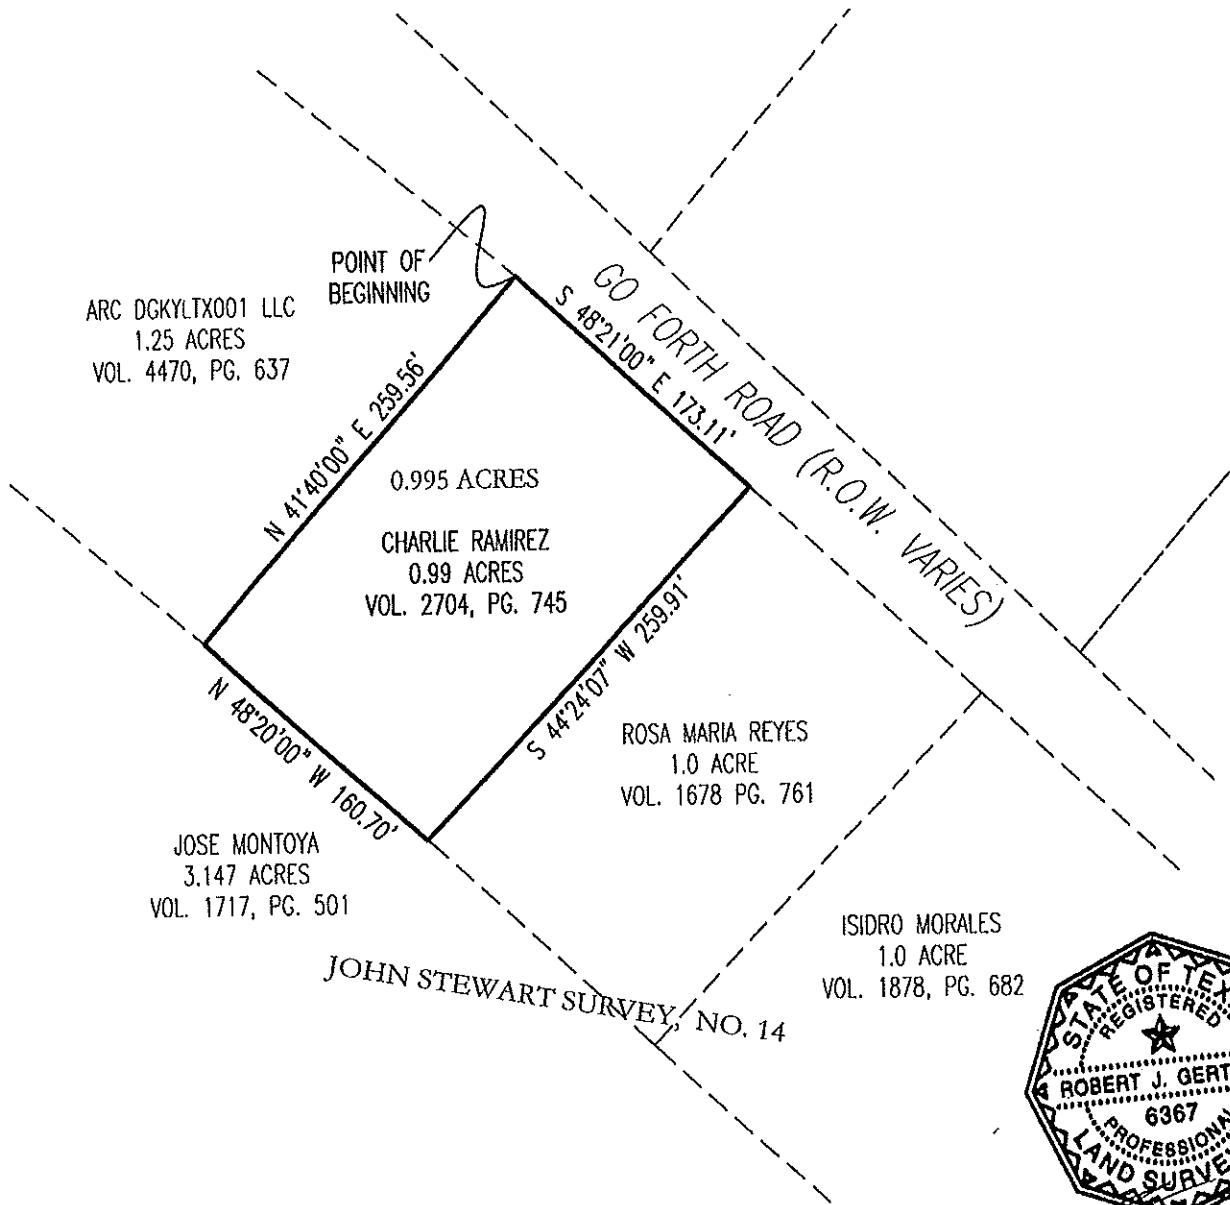 POINT OF
BEGINNING
ARC DGKYLTX001 LLC
1.25 ACRES
VOL. 4470, PG. 637
GO FORTH ROAD (R.O.W. VARIES)
S 48°21'00" E 173.11'
N 41°40'00" E 259.56'
0.995 ACRES
CHARLIE RAMIREZ
0.99 ACRES
VOL. 2704, PG. 745
S 44°24'07" W 259.91'
N 48°20'00" W 160.70'
ROSA MARIA REYES
1.0 ACRE
VOL. 1678 PG. 761
JOSE MONTOYA
3.147 ACRES
VOL. 1717, PG. 501
ISIDRO MORALES
1.0 ACRE
VOL. 1878, PG. 682
JOHN STEWART SURVEY, NO. 14
STATE OF TEX
REGISTERED
ROBERT J. GERT
6367
PROFESSIONA
LAND SURVE